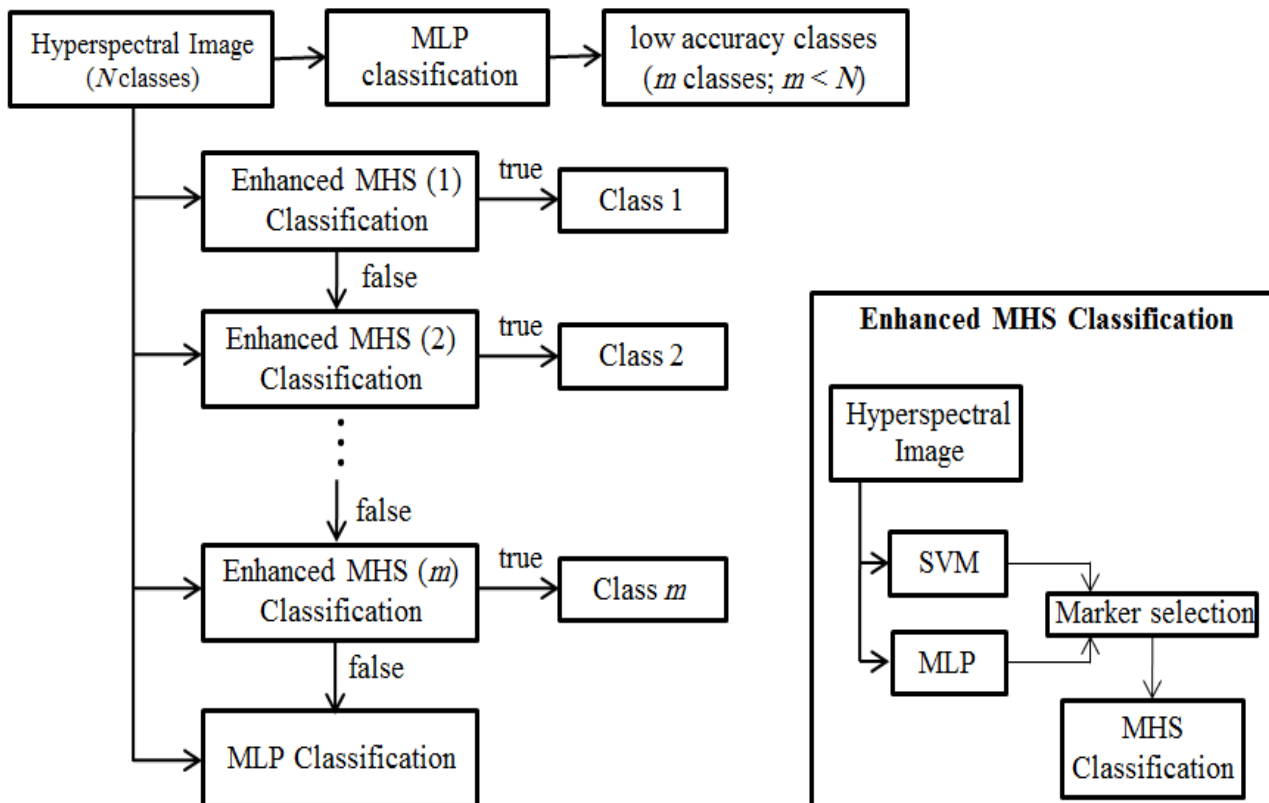 Hyperspectral Image
(N classes)
MLP
classification
low accuracy classes
(m classes; m < N)
Enhanced MHS (1)
Classification
true
Class 1
false
Enhanced MHS (2)
Classification
true
Class 2
false
Enhanced MHS (m)
Classification
true
Class m
false
MLP Classification
Enhanced MHS Classification
Hyperspectral
Image
SVM
MLP
Marker selection
MHS
Classification